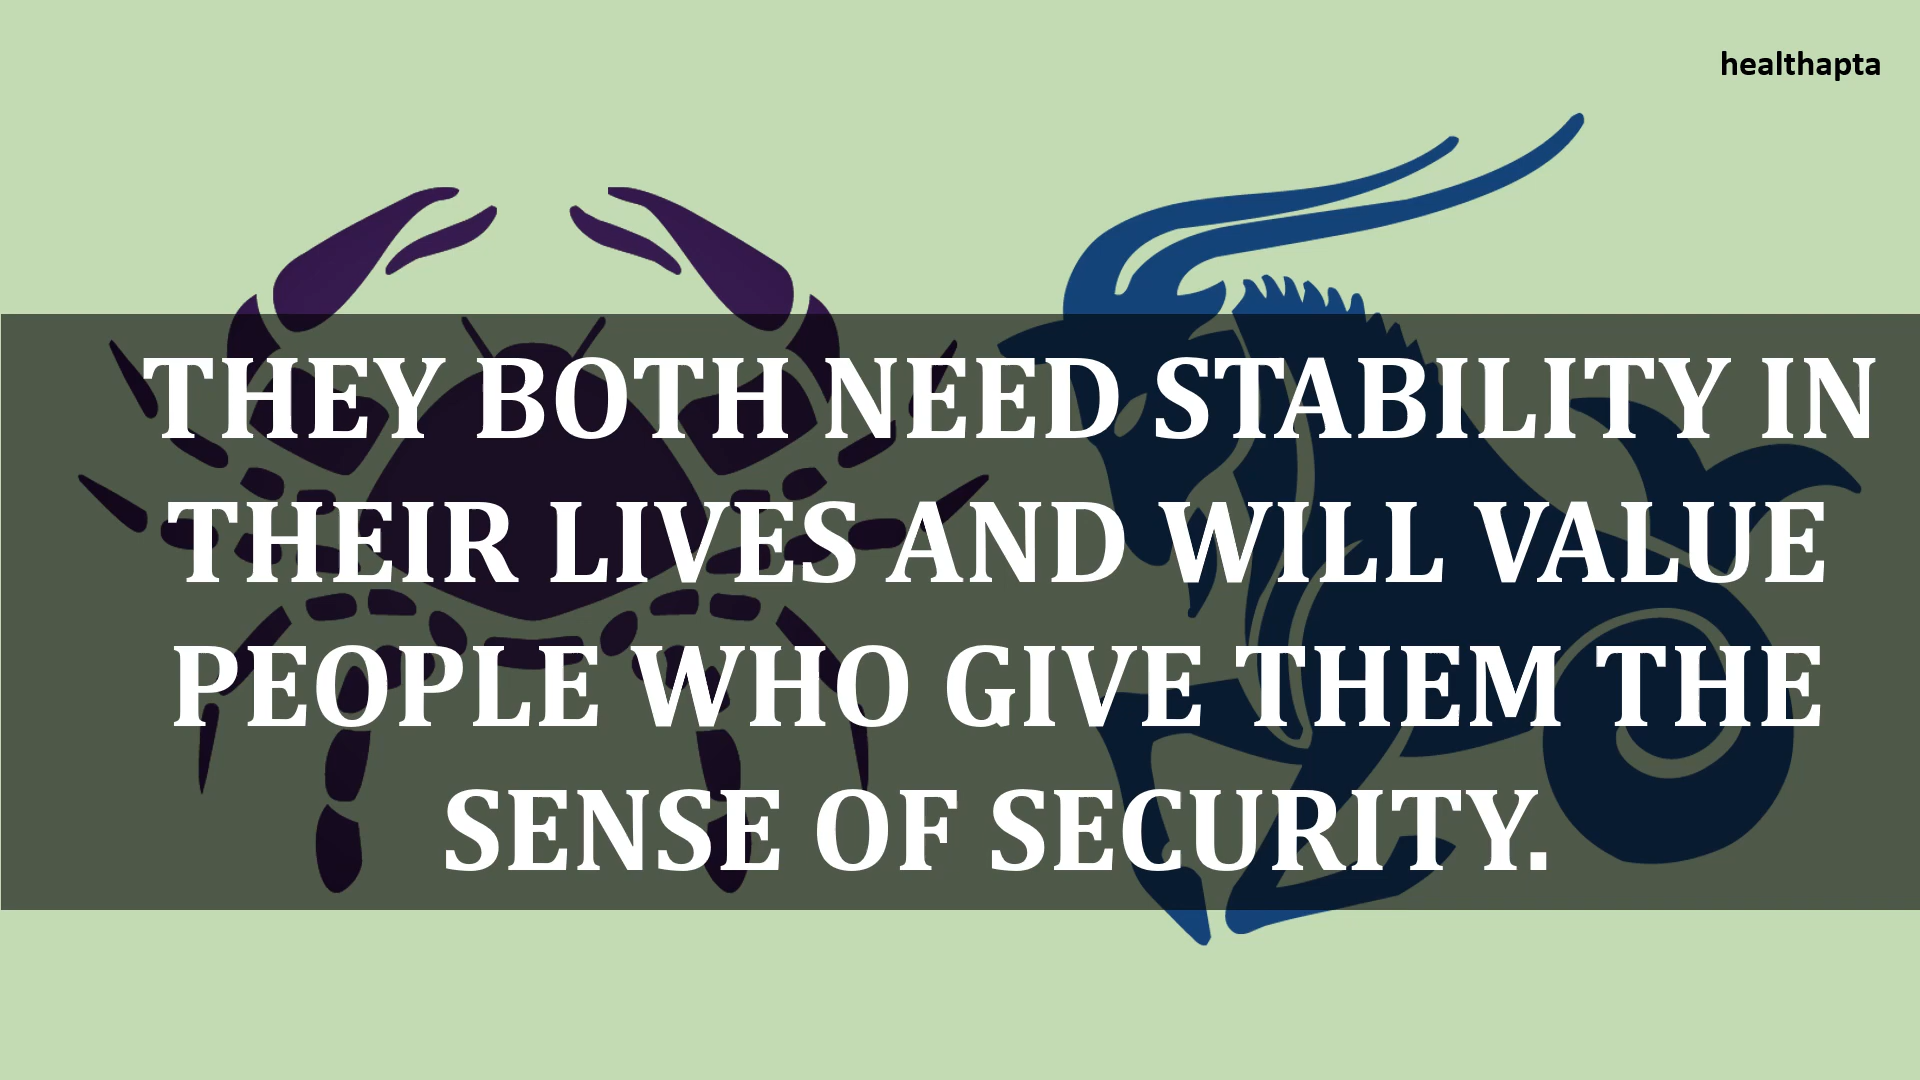 healthapta
THEY BOTH NEED STABILITY IN
THEIR LIVES AND WILL VALUE
PEOPLE WHO GIVE THEM THE
SENSE OF SECURITY.